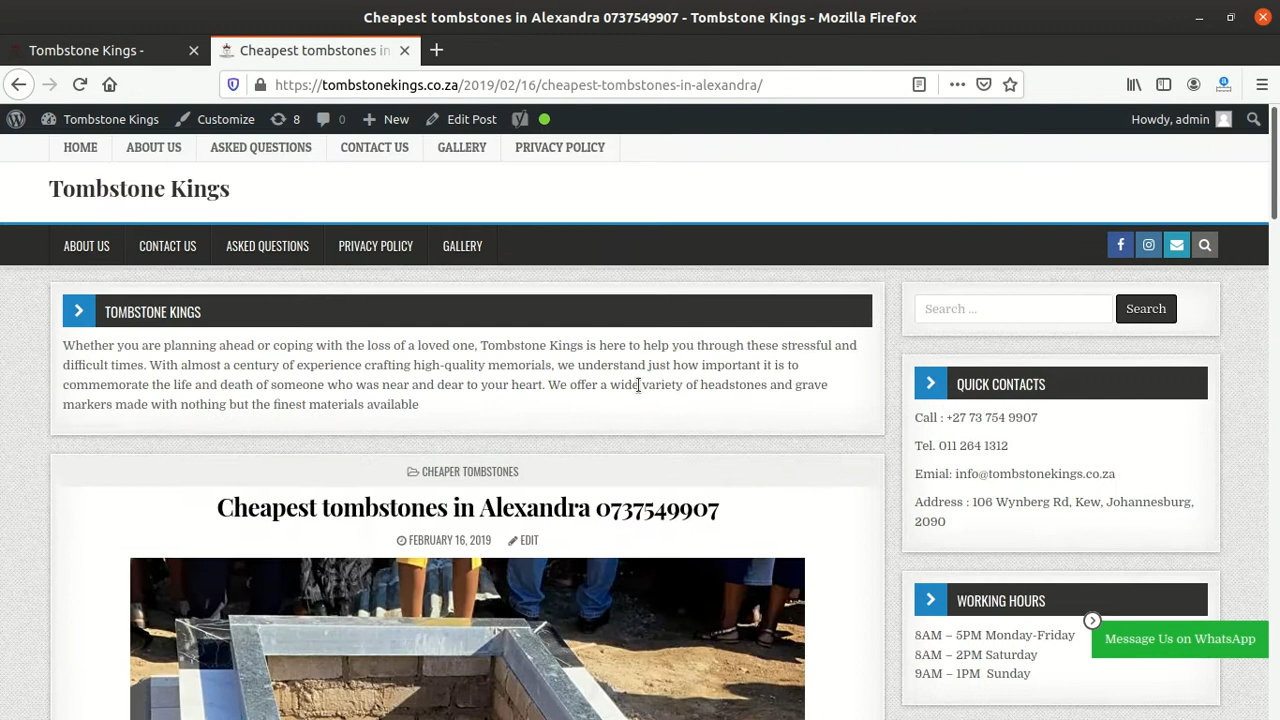 Cheapest tombstones in Alexandra 0737549907 - Tombstone Kings - Mozilla Firefox
Tombstone Kings -
Cheapest tombstones in
https://tombstonekings.co.za/2019/02/16/cheapest-tombstones-in-alexandra/
Tombstone Kings Customize 8 0 New Edit Post Howdy, admin
HOME ABOUT US ASKED QUESTIONS CONTACT US GALLERY PRIVACY POLICY
Tombstone Kings
ABOUT US CONTACT US ASKED QUESTIONS PRIVACY POLICY GALLERY
TOMBSTONE KINGS
Whether you are planning ahead or coping with the loss of a loved one, Tombstone Kings is here to help you through these stressful and
difficult times. With almost a century of experience crafting high-quality memorials, we understand just how important it is to
commemorate the life and death of someone who was near and dear to your heart. We offer a wide variety of headstones and grave
markers made with nothing but the finest materials available
CHEAPER TOMBSTONES
Cheapest tombstones in Alexandra 0737549907
FEBRUARY 16, 2019 EDIT
Search ... Search
QUICK CONTACTS
Call : +27 73 754 9907
Tel. 011 264 1312
Emial: info@tombstonekings.co.za
Address : 106 Wynberg Rd, Kew, Johannesburg,
2090
WORKING HOURS
8AM – 5PM Monday-Friday
8AM – 2PM Saturday
9AM – 1PM Sunday
Message Us on WhatsApp